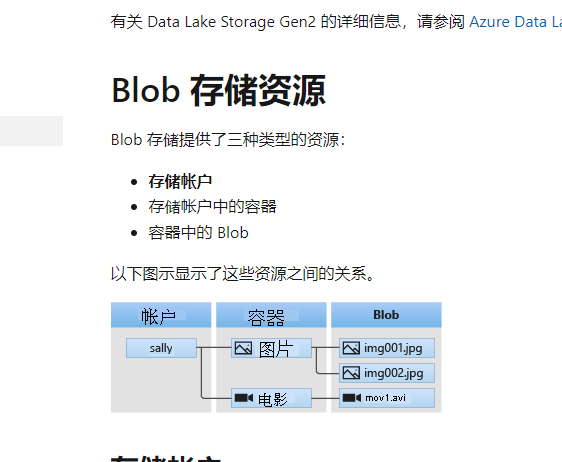 有关 Data Lake Storage Gen2 的详细信息，请参阅 Azure Data
Blob 存储资源
Blob 存储提供了三种类型的资源：
存储帐户
存储帐户中的容器
容器中的 Blob
以下图示显示了这些资源之间的关系。
帐户 容器 Blob
sally 图片 img001.jpg
img002.jpg
电影 mov1.avi